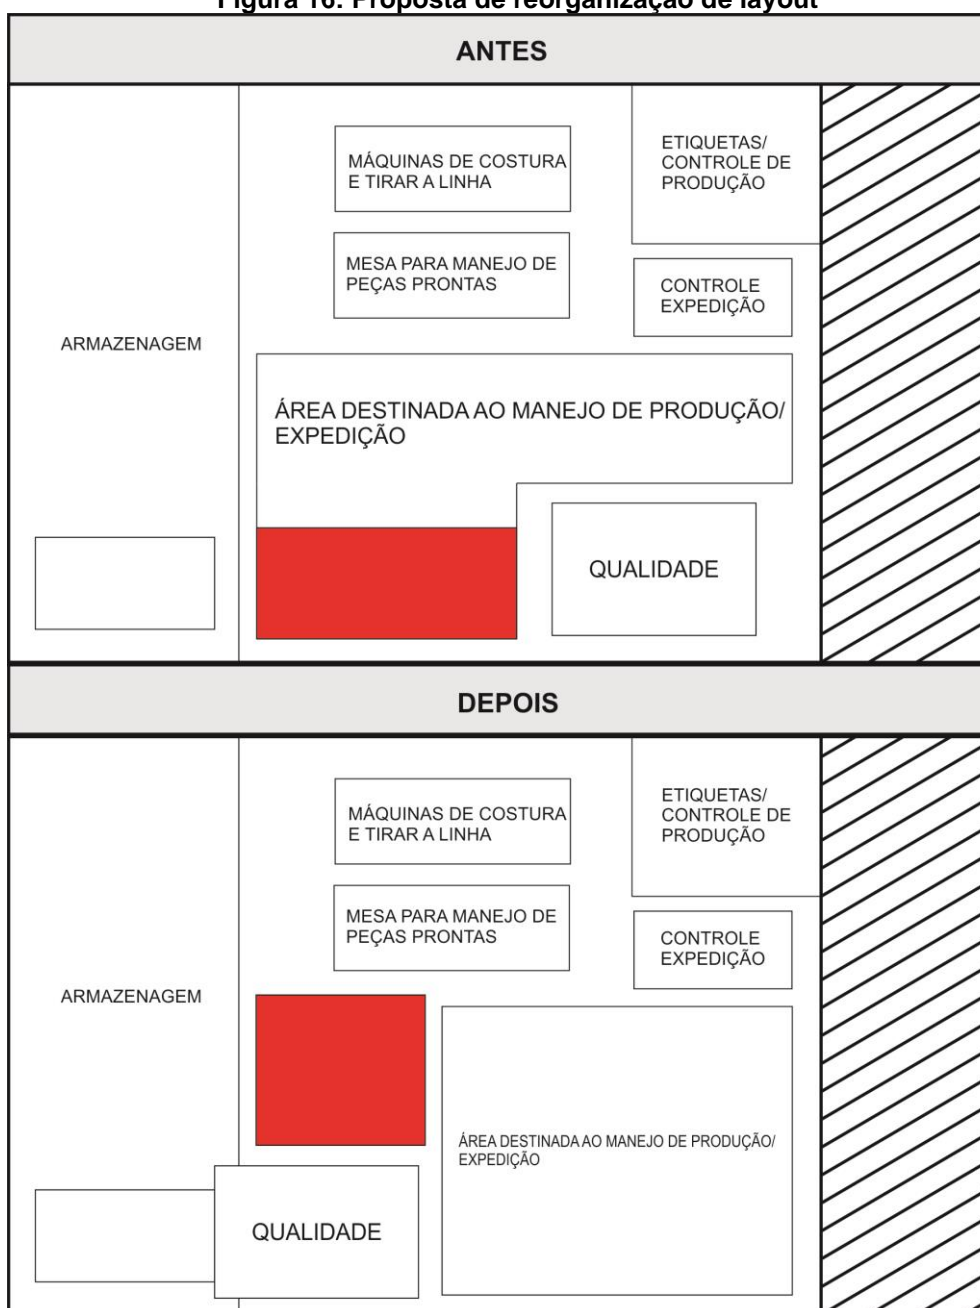 Figura 16: Proposta de reorganização de layout
ANTES
MÁQUINAS DE COSTURA
E TIRAR A LINHA
ETIQUETAS/
CONTROLE DE
PRODUÇÃO
MESA PARA MANEJO DE
PEÇAS PRONTAS
CONTROLE
EXPEDIÇÃO
ARMAZENAGEM
ÁREA DESTINADA AO MANEJO DE PRODUÇÃO/
EXPEDIÇÃO
QUALIDADE
DEPOIS
MÁQUINAS DE COSTURA
E TIRAR A LINHA
ETIQUETAS/
CONTROLE DE
PRODUÇÃO
MESA PARA MANEJO DE
PEÇAS PRONTAS
CONTROLE
EXPEDIÇÃO
ARMAZENAGEM
ÁREA DESTINADA AO MANEJO DE PRODUÇÃO/
EXPEDIÇÃO
QUALIDADE